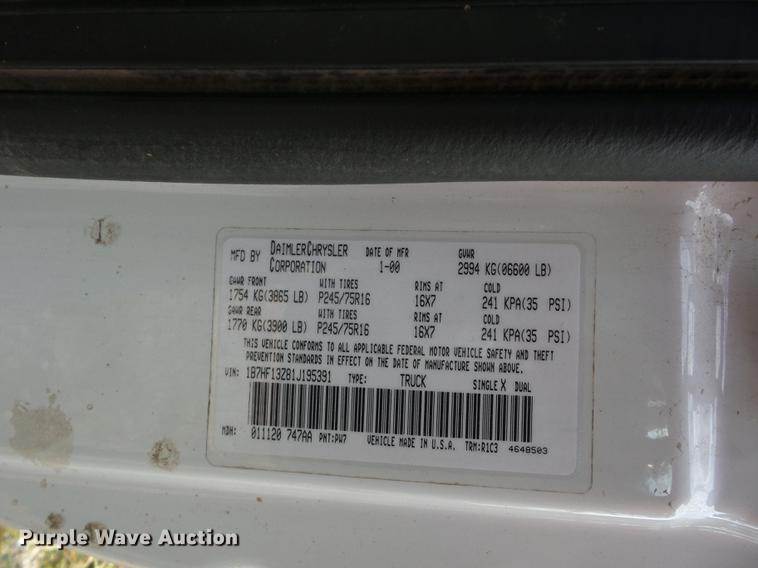 MFD BY DAIMLERCHRYSLER CORPORATION DATE OF MFR 1-00 GVWR 2994 KG(06600 LB)
GAWR FRONT WITH TIRES RIMS AT COLD
1754 KG(3865 LB) P245/75R16 16X7 241 KPA(35 PSI)
GAWR REAR WITH TIRES RIMS AT COLD
1770 KG(3900 LB) P245/75R16 16X7 241 KPA(35 PSI)
THIS VEHICLE CONFORMS TO ALL APPLICABLE FEDERAL MOTOR VEHICLE SAFETY AND THEFT
PREVENTION STANDARDS IN EFFECT ON THE DATE OF MANUFACTURE SHOWN ABOVE.
VIN: 1B7HF13Z81J195391 TYPE: TRUCK SINGLE X DUAL
MDH: 011120 747AA PNT:PW7 VEHICLE MADE IN U.S.A. TRM:R1C3 4648503
Purple Wave Auction